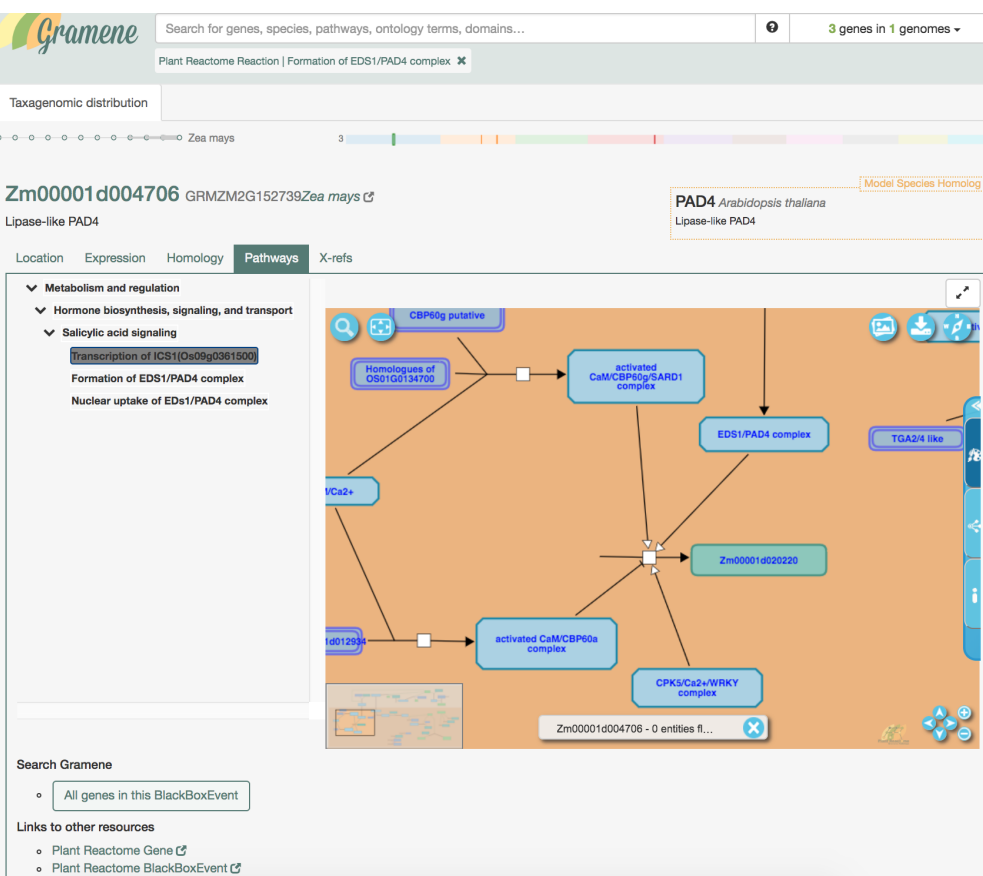 Gramene
Search for genes, species, pathways, ontology terms, domains...
3 genes in 1 genomes
Plant Reactome Reaction | Formation of EDS1/PAD4 complex ✖
Taxagenomic distribution
Zea mays
3
Zm00001d004706 GRMZM2G152739Zea mays
Model Species Homolog
PAD4 Arabidopsis thaliana
Lipase-like PAD4
Lipase-like PAD4
Location Expression Homology Pathways X-refs
Metabolism and regulation
Hormone biosynthesis, signaling, and transport
Salicylic acid signaling
Transcription of ICS1(Os09g0361500)
Formation of EDS1/PAD4 complex
Nuclear uptake of EDs1/PAD4 complex
CBP60g putative
Homologues of
OS01G0134700
activated
CaM/CBP60g/SARD1
complex
EDS1/PAD4 complex
TGA2/4 like
/Ca2+
Zm00001d020220
1d012934
activated CaM/CBP60a
complex
CPK5/Ca2+/WRKY
complex
Zm00001d004706 - 0 entities fl...
Search Gramene
All genes in this BlackBoxEvent
Links to other resources
Plant Reactome Gene
Plant Reactome BlackBoxEvent